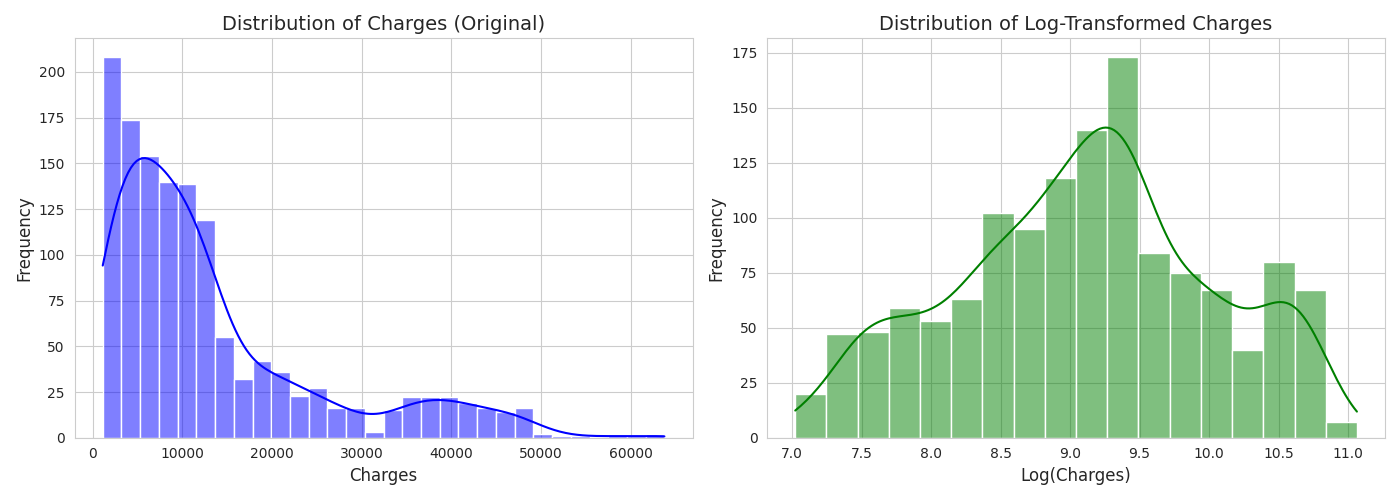 Distribution of Charges (Original)
Frequency
200
175
150
125
100
75
50
25
0
0 10000 20000 30000 40000 50000 60000
Charges
Distribution of Log-Transformed Charges
Frequency
175
150
125
100
75
50
25
0
7.0 7.5 8.0 8.5 9.0 9.5 10.0 10.5 11.0
Log(Charges)